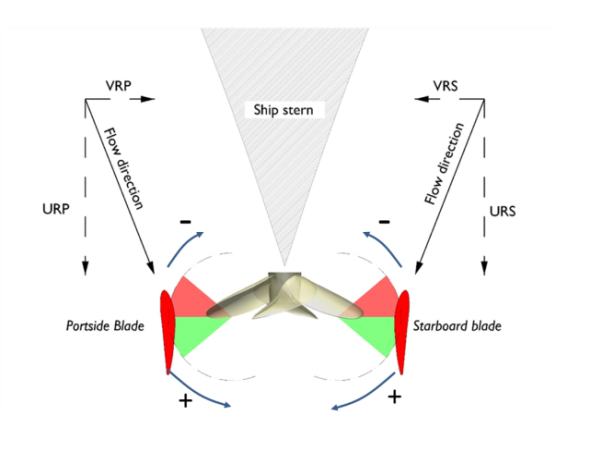 VRP
VRS
Ship stern
Flow direction
Flow direction
URP
URS
-
-
Portside Blade
Starboard blade
+
+